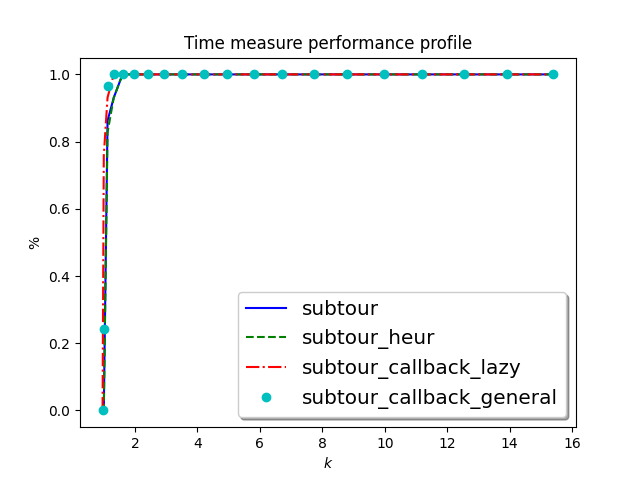 Time measure performance profile
%
1.0
0.8
0.6
0.4
0.2
0.0
subtour
subtour_heur
subtour_callback_lazy
subtour_callback_general
2 4 6 8 10 12 14 16
k